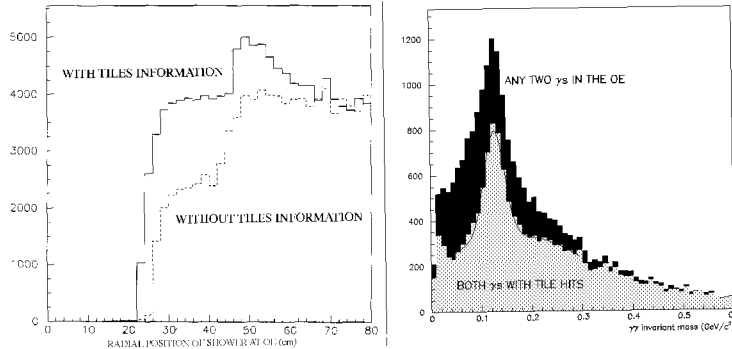 5000
4000
3000
2000
1000
0
WITH TILES INFORMATION
WITHOUT TILES INFORMATION
0 10 20 30 40 50 60 70 80
RADIAL POSITION OF SHOWER AT OE (cm)
1200
1000
800
600
400
200
0
ANY TWO γs IN THE OE
BOTH γs WITH TILE HITS
0 0.1 0.2 0.3 0.4 0.5
γγ invariant mass (GeV/c